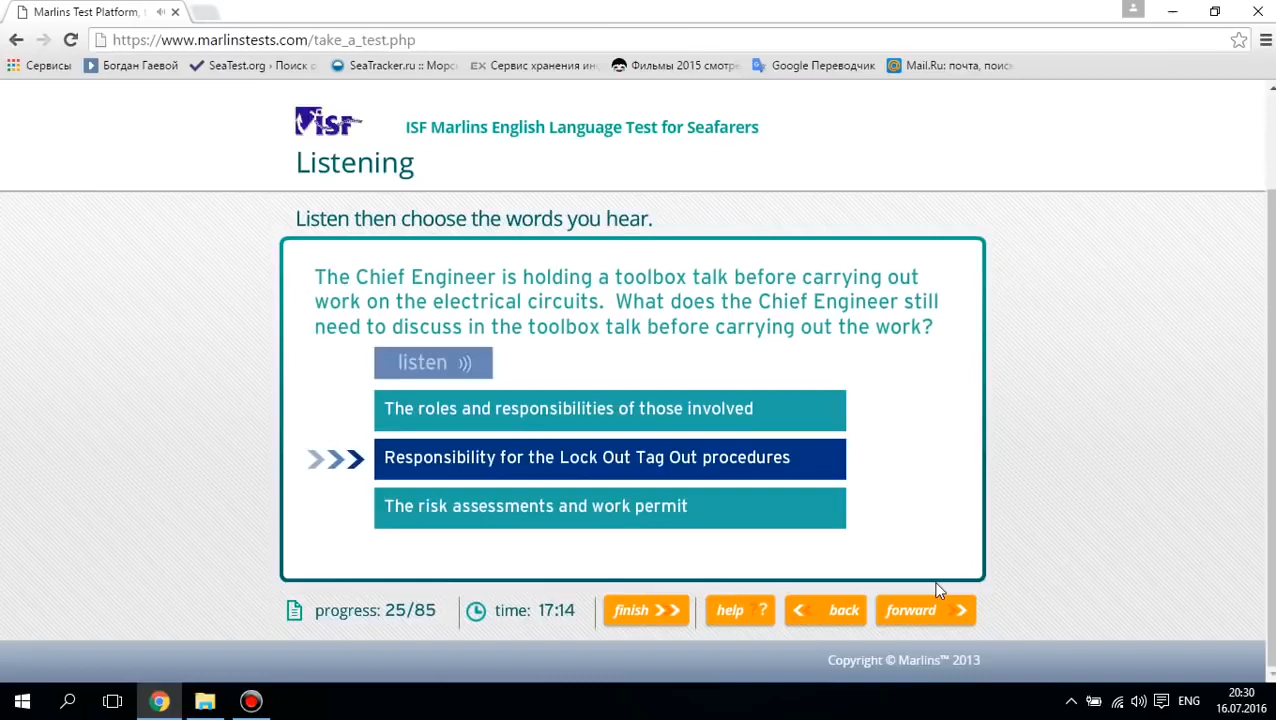 Marlins Test Platform,
https://www.marlinstests.com/take_a_test.php
Сервисы Богдан Гаевой SeaTest.org › Поиск SeaTracker.ru :: Морс EX Сервис хранения Фильмы 2015 смотре Google Переводчик Mail.Ru: почта, поиск
ISF ISF Marlins English Language Test for Seafarers
Listening
Listen then choose the words you hear.
The Chief Engineer is holding a toolbox talk before carrying out
work on the electrical circuits. What does the Chief Engineer still
need to discuss in the toolbox talk before carrying out the work?
listen
The roles and responsibilities of those involved
Responsibility for the Lock Out Tag Out procedures
The risk assessments and work permit
progress: 25/85 time: 17:14 finish help ? back forward
Copyright © Marlins™ 2013
ENG 20:30
16.07.2016